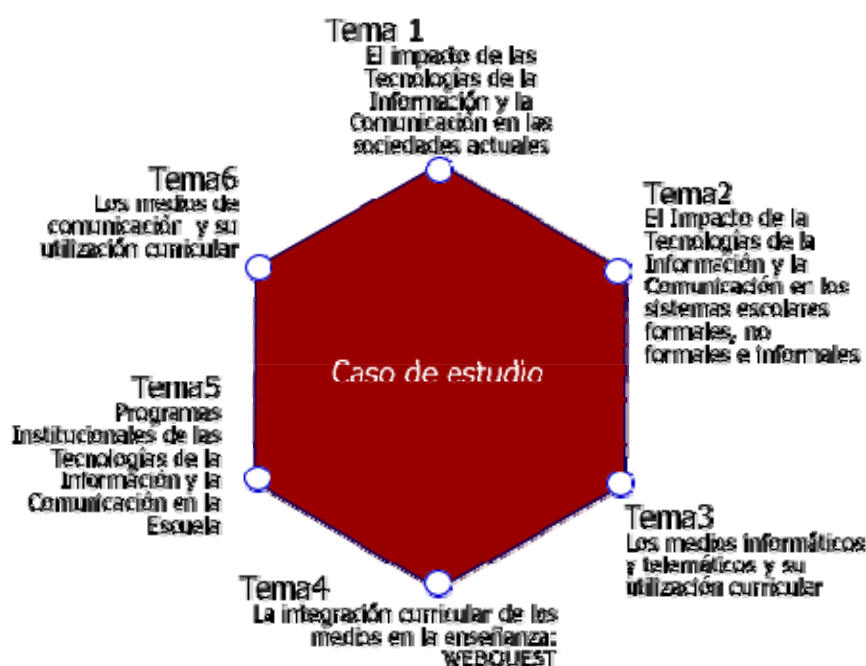 Tema 1
El impacto de las
Tecnologías de la
Información y la
Comunicación en las
sociedades actuales
Tema2
El Impacto de la
Tecnologías de la
Información y la
Comunicación en los
sistemas escolares
formales, no
formales e informales
Tema3
Los medios informáticos
y telemáticos y su
utilización curricular
Tema4
La integración curricular de los
medios en la enseñanza:
WEBQUEST
Tema5
Programas
Institucionales de las
Tecnologías de la
Información y la
Comunicación en la
Escuela
Tema6
Los medios de
comunicación y su
utilización curricular
Caso de estudio